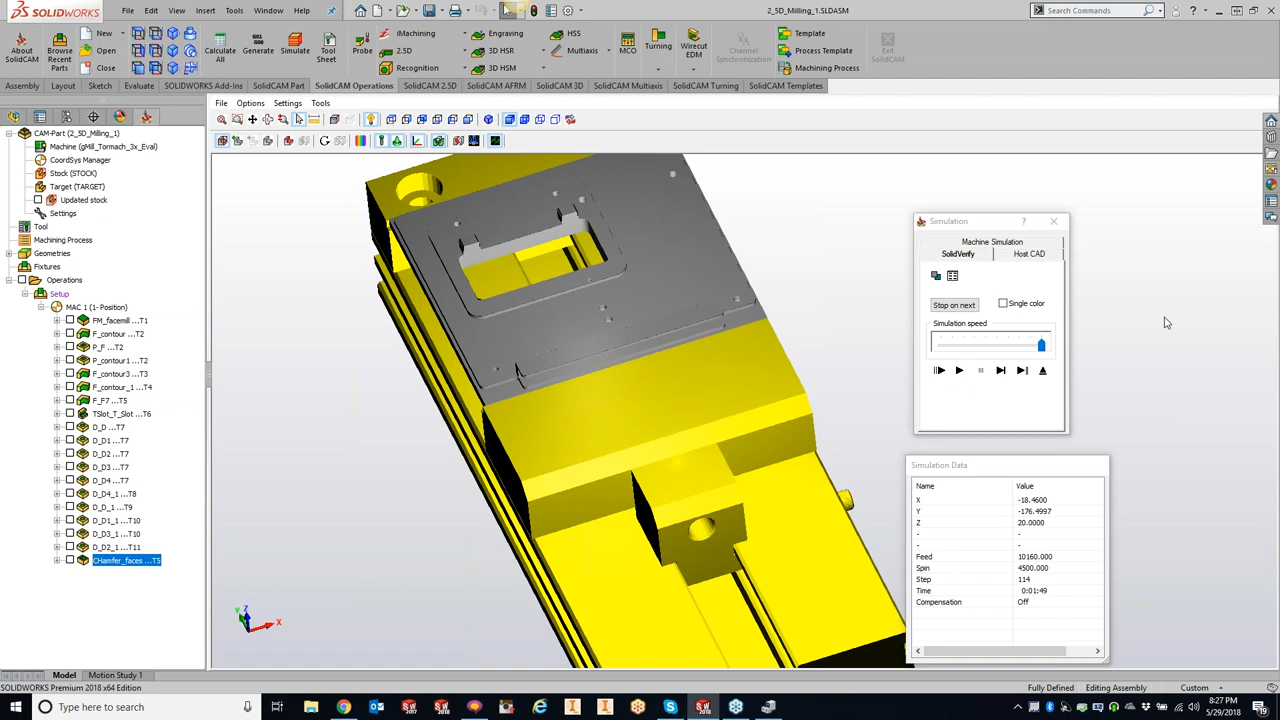 SOLIDWORKS File Edit View Insert Tools Window Help 2_5D_Milling_1.SLDASM Search Commands
About SolidCAM
Browse Recent Parts
New
Open
Close
Calculate All
G01 G00 Generate
Simulate
Tool Sheet
Probe
iMachining
2.5D
Recognition
Engraving
3D HSR
3D HSM
HSS
Multiaxis
MCO
Turning
Wirecut EDM
Channel Synchronization
Template
Process Template
Machining Process
Exit SolidCAM
Assembly Layout Sketch Evaluate SOLIDWORKS Add-Ins SolidCAM Part SolidCAM Operations SolidCAM 2.5D SolidCAM AFRM SolidCAM 3D SolidCAM Multiaxis SolidCAM Turning SolidCAM Templates
File Options Settings Tools
CAM-Part (2_5D_Milling_1)
Machine (gMill_Tormach_3x_Eval)
CoordSys Manager
Stock (STOCK)
Target (TARGET)
Updated stock
Settings
Tool
Machining Process
Geometries
Fixtures
Operations
Setup
MAC 1 (1- Position)
FM_facemill ...T1
F_contour ...T2
P_F ...T2
P_contour1 ...T2
F_contour3 ...T3
F_contour_1 ...T4
F_F7 ...T5
TSlot_T_Slot ...T6
D_D ...T7
D_D1 ...T7
D_D2 ...T7
D_D3 ...T7
D_D4 ...T7
D_D4_1 ...T8
D_D_1 ...T9
D_D1_1 ...T10
D_D3_1 ...T10
D_D2_1 ...T11
CHamfer_faces ...T5
Simulation ?
Machine Simulation
SolidVerify Host CAD
Stop on next Single color
Simulation speed
Simulation Data
Name Value
X -18.4600
Y -176.4997
Z 20.0000
- -
- -
Feed 10160.000
Spin 4500.000
Step 114
Time 0:01:49
Compensation Off
Y Z X
Model Motion Study 1
SOLIDWORKS Premium 2018 x64 Edition Fully Defined Editing Assembly Custom
Type here to search
8:27 PM
5/29/2018